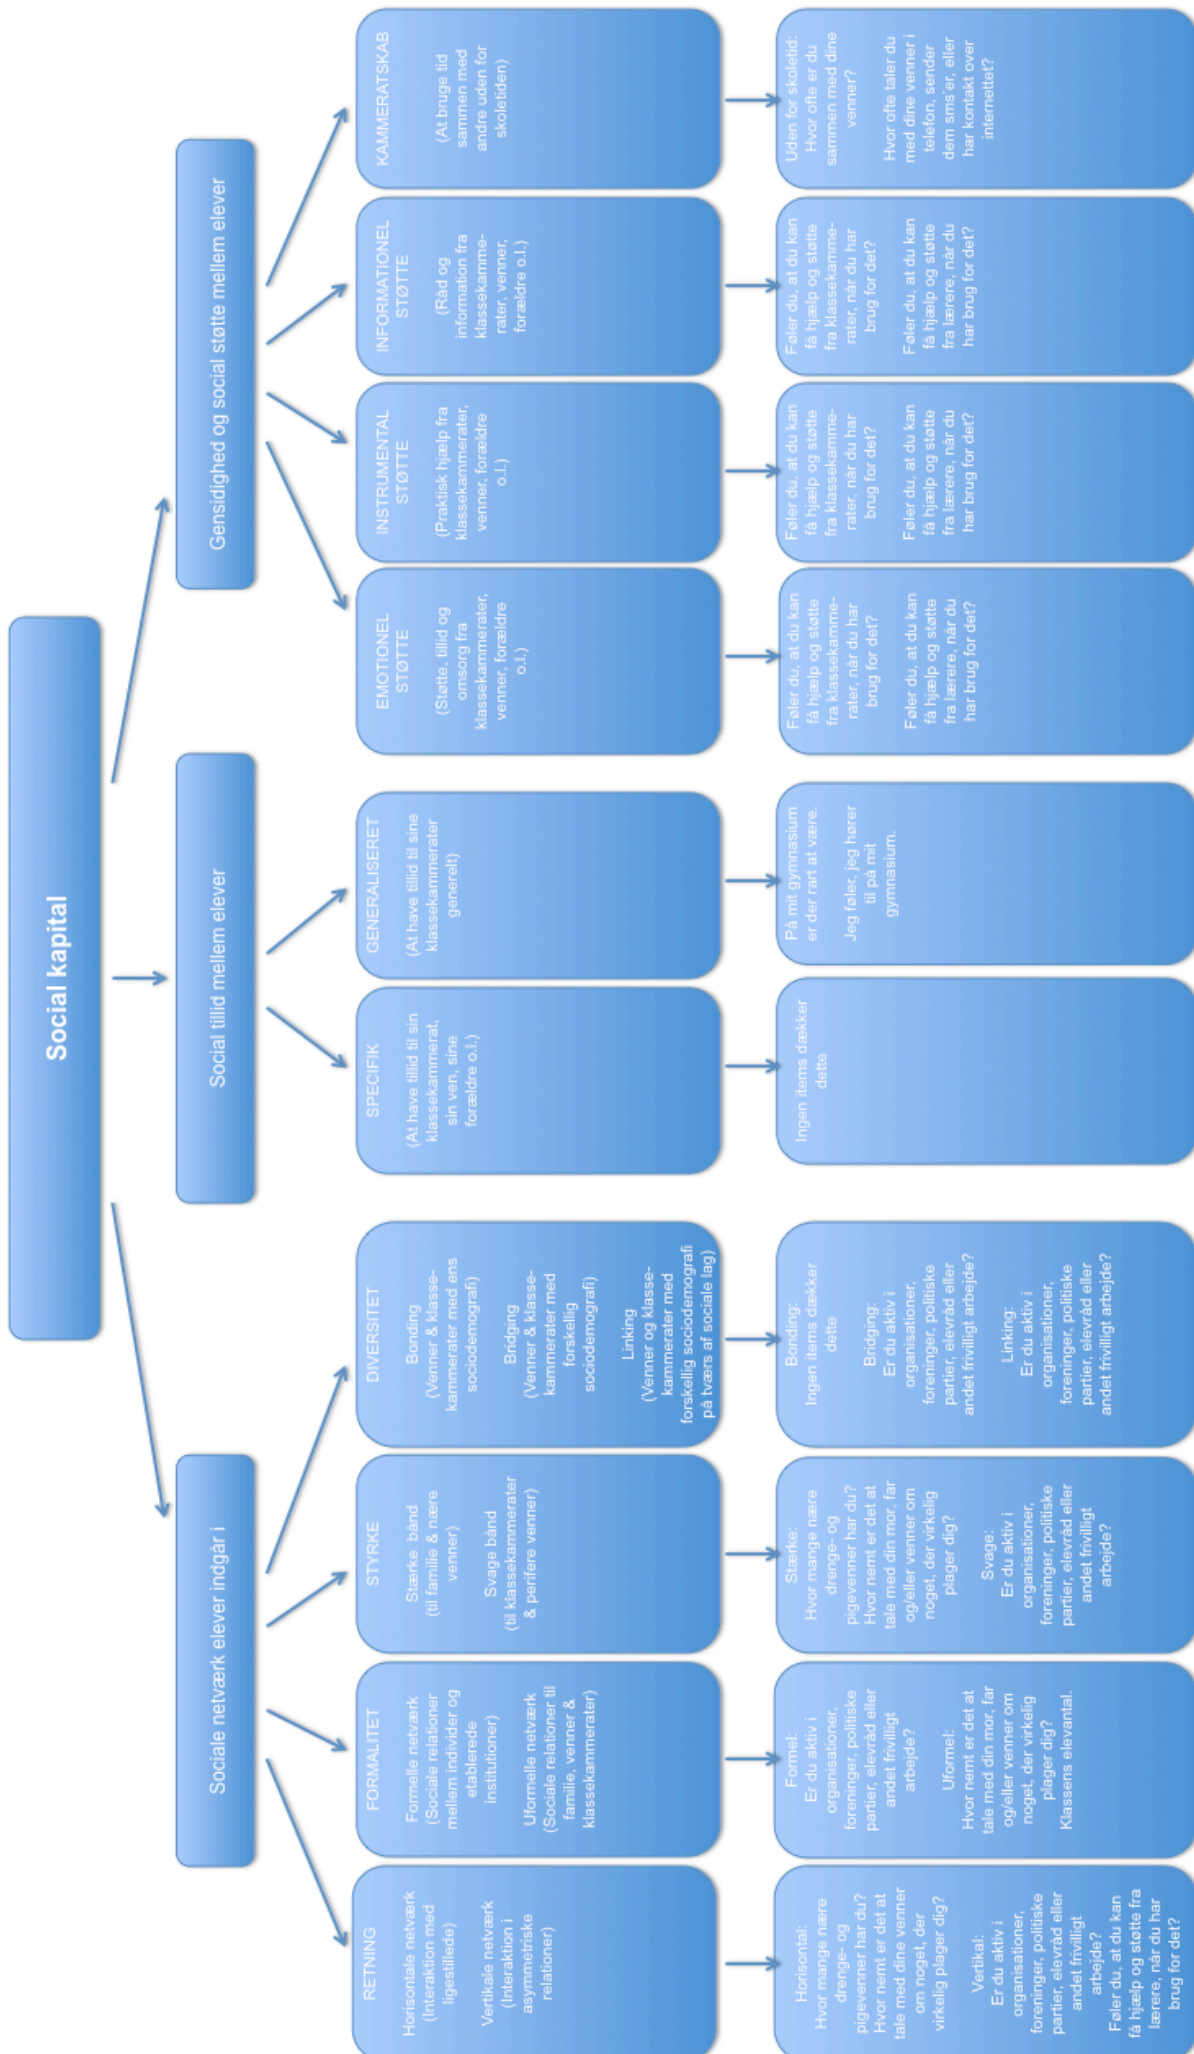 Social kapital
Sociale netværk elever indgår i
Social tillid mellem elever
Gensidighed og social støtte mellem elever
RETNING
Horisontale netværk
(Interaktion med
ligestillede)
Vertikale netværk
(Interaktion i
asymmetriske
relationer)
FORMALITET
Formelle netværk
(Sociale relationer
mellem individer og
etablerede
institutioner)
Uformelle netværk
(Sociale relationer til
familie, venner &
klassekammerater)
STYRKE
Stærke bånd
(til familie & nære
venner)
Svage bånd
(til klassekammerater
& perifere venner)
DIVERSITET
Bonding
(Venner & klasse-
kammerater med ens
sociodemografi)
Bridging
(Venner & klasse-
kammerater med
forskellig
sociodemografi)
Linking
(Venner og klasse-
kammerater med
forskellig sociodemografi
på tværs af sociale lag)
SPECIFIK
(At have tillid til sin
klassekammerat,
sin ven, sine
forældre o.l.)
GENERALISERET
(At have tillid til sine
klassekammerater
generelt)
EMOTIONEL
STØTTE
(Støtte, tillid og
omsorg fra
klassekammerater,
venner, forældre
o.l.)
INSTRUMENTAL
STØTTE
(Praktisk hjælp fra
klassekammerater,
venner, forældre
o.l.)
INFORMATIONEL
STØTTE
(Råd og
information fra
klassekamme-
rater, venner,
forældre o.l.)
KAMMERATSKAB
(At bruge tid
sammen med
andre uden for
skoletiden)
Horisontal:
Hvor mange nære
drenge- og
pigevenner har du?
Hvor nemt er det at
tale med dine venner
om noget, der
virkelig plager dig?
Vertikal:
Er du aktiv i
organisationer,
foreninger, politiske
partier, elevråd eller
andet frivilligt
arbejde?
Føler du, at du kan
få hjælp og støtte fra
lærere, når du har
brug for det?
Formel:
Er du aktiv i
organisationer,
foreninger, politiske
partier, elevråd eller
andet frivilligt
arbejde?
Uformel:
Hvor nemt er det at
tale med din mor, far
og/eller venner om
noget, der virkelig
plager dig?
Klassens elevantal.
Stærke:
Hvor mange nære
drenge- og
pigevenner har du?
Hvor nemt er det at
tale med din mor, far
og/eller venner om
noget, der virkelig
plager dig?
Svage:
Er du aktiv i
organisationer,
foreninger, politiske
partier, elevråd eller
andet frivilligt
arbejde?
Bonding:
Ingen items dækker
dette
Bridging:
Er du aktiv i
organisationer,
foreninger, politiske
partier, elevråd eller
andet frivilligt arbejde?
Linking:
Er du aktiv i
organisationer,
foreninger, politiske
partier, elevråd eller
andet frivilligt arbejde?
Ingen items dækker
dette
På mit gymnasium
er der rart at være.
Jeg føler, jeg hører
til på mit
gymnasium.
Føler du, at du kan
få hjælp og støtte
fra klassekamme-
rater, når du har
brug for det?
Føler du, at du kan
få hjælp og støtte
fra lærere, når du
har brug for det?
Føler du, at du kan
få hjælp og støtte
fra klassekamme-
rater, når du har
brug for det?
Føler du, at du kan
få hjælp og støtte
fra lærere, når du
har brug for det?
Føler du, at du kan
få hjælp og støtte
fra klassekamme-
rater, når du har
brug for det?
Føler du, at du kan
få hjælp og støtte
fra lærere, når du
har brug for det?
Uden for skoletid:
Hvor ofte er du
sammen med dine
venner?
Hvor ofte taler du
med dine venner i
telefon, sender
dem sms'er, eller
har kontakt over
internettet?